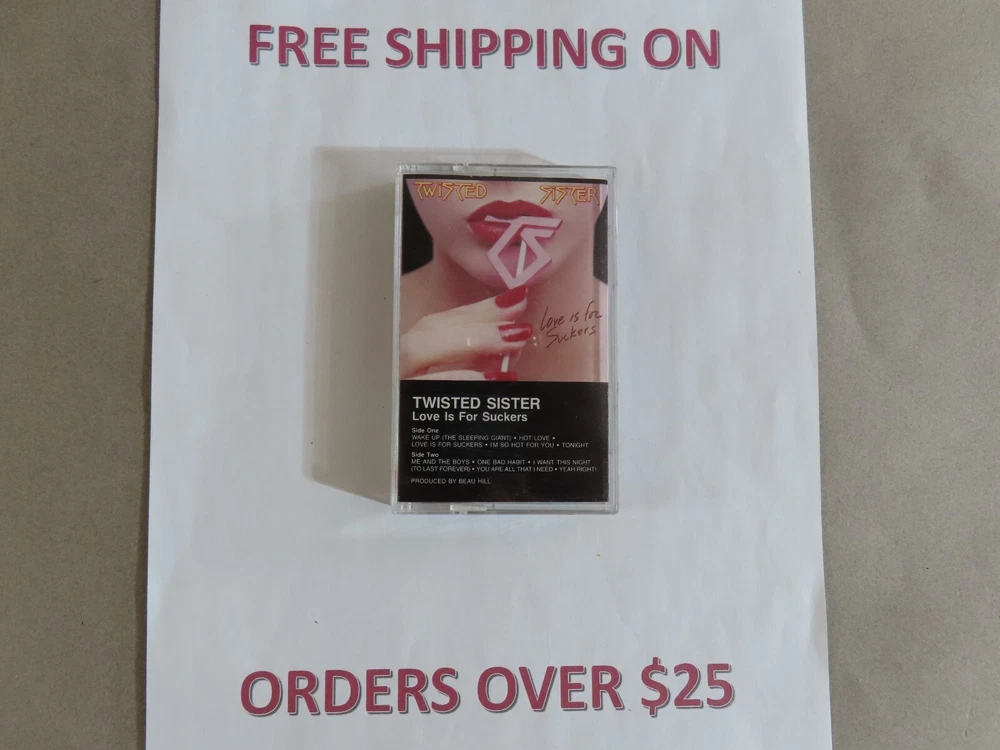 FREE SHIPPING ON
TWISTED SISTER
TS
Love is for
Suckers
TWISTED SISTER
Love Is For Suckers
Side One
WAKE UP (THE SLEEPING GIANT) • HOT LOVE •
LOVE IS FOR SUCKERS • I'M SO HOT FOR YOU • TONIGHT
Side Two
ME AND THE BOYS • ONE BAD HABIT • I WANT THIS NIGHT
(TO LAST FOREVER) • YOU ARE ALL THAT I NEED • YEAH RIGHT!
PRODUCED BY BEAU HILL
ORDERS OVER $25